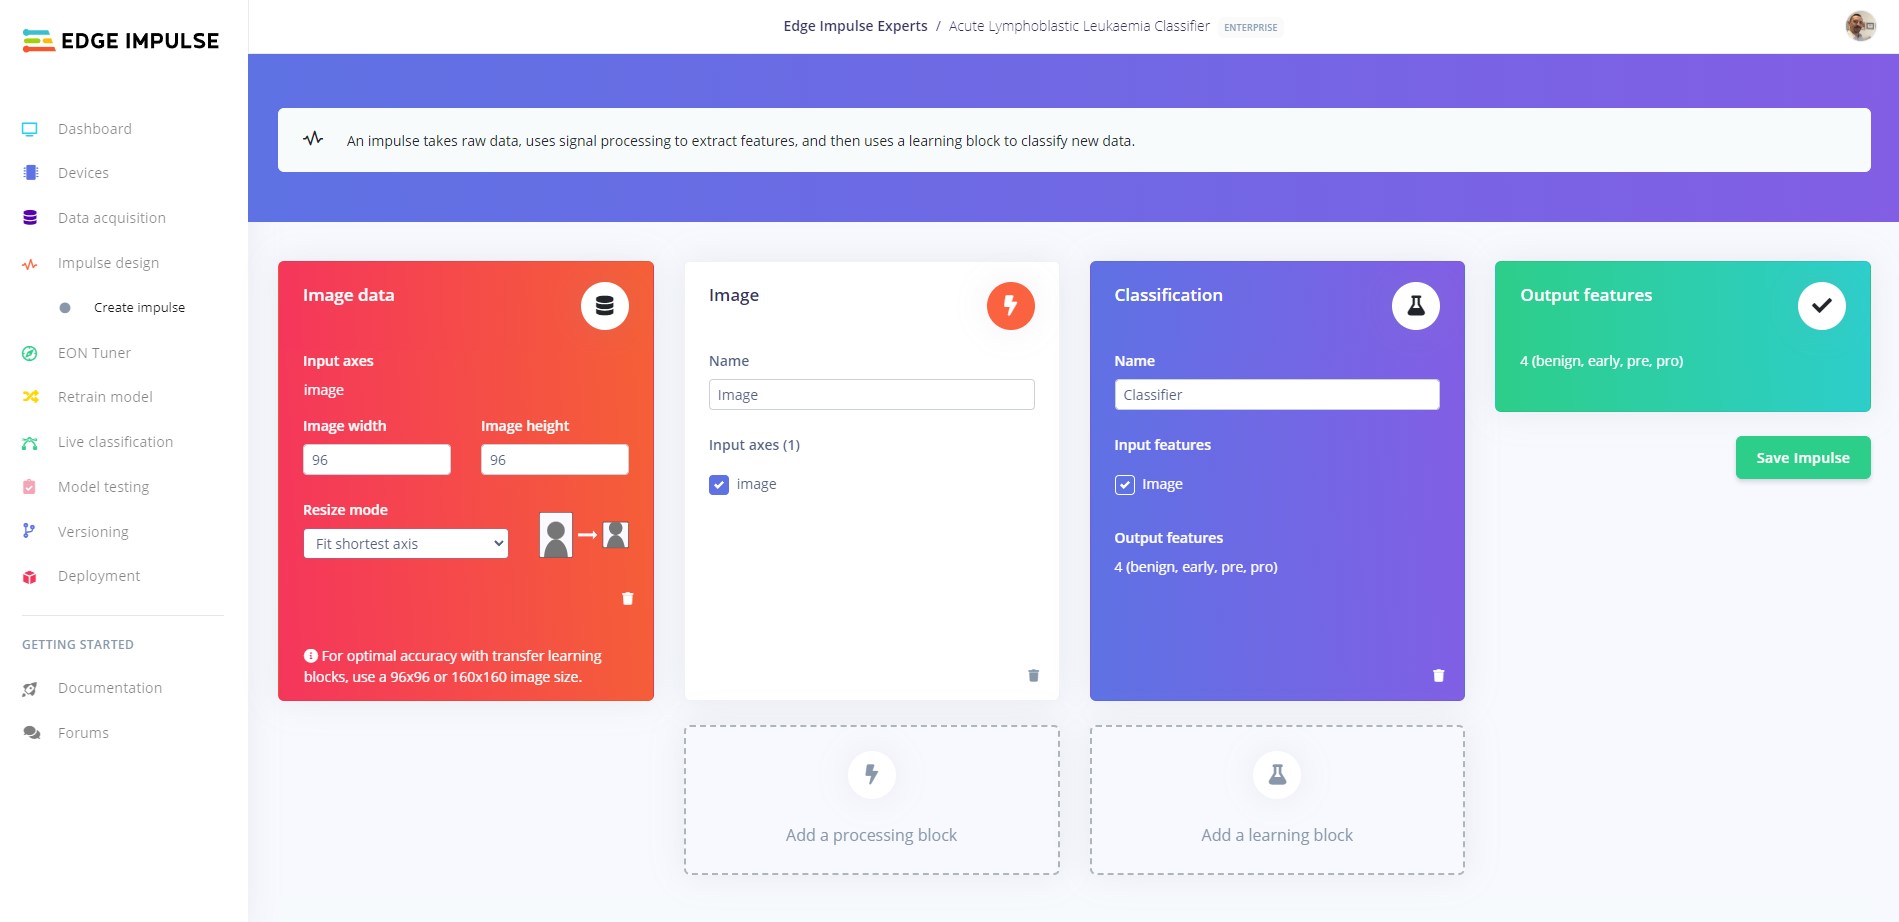 EDGE IMPULSE
Edge Impulse Experts / Acute Lymphoblastic Leukaemia Classifier ENTERPRISE
Dashboard
Devices
Data acquisition
Impulse design
Create impulse
EON Tuner
Retrain model
Live classification
Model testing
Versioning
Deployment
GETTING STARTED
Documentation
Forums
An impulse takes raw data, uses signal processing to extract features, and then uses a learning block to classify new data.
Image data
Input axes
image
Image width Image height
96 96
Resize mode
Fit shortest axis
For optimal accuracy with transfer learning
blocks, use a 96x96 or 160x160 image size.
Image
Name
Image
Input axes (1)
image
Add a processing block
Classification
Name
Classifier
Input features
Image
Output features
4 (benign, early, pre, pro)
Add a learning block
Output features
4 (benign, early, pre, pro)
Save Impulse